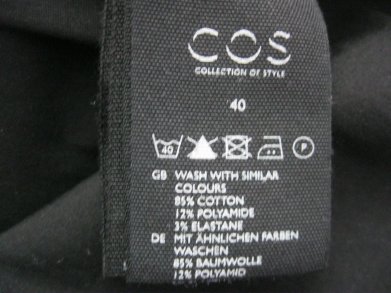 COS
COLLECTION OF STYLE
40
40 P
GB WASH WITH SIMILAR
COLOURS
85% COTTON
12% POLYAMIDE
3% ELASTANE
DE MIT ÄHNLICHEN FARBEN
WASCHEN
85% BAUMWOLLE
12% POLYAMID